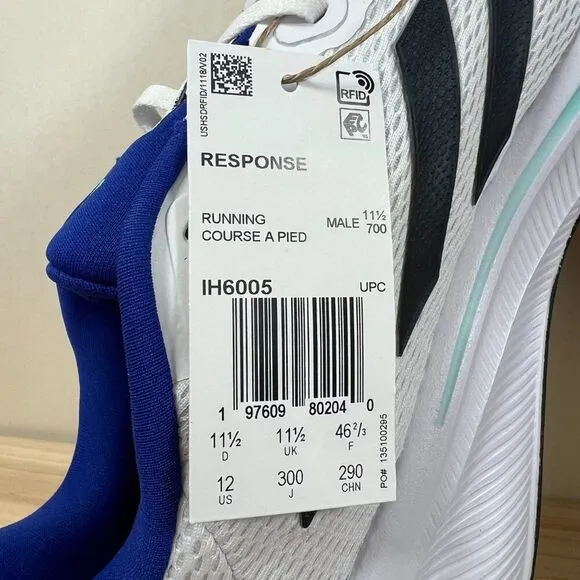 USHSDRFID/1118/V02
RFID
EPC
RESPONSE
RUNNING
COURSE A PIED
MALE 11½
700
IH6005
UPC
1 97609 80204 0
11½ 11½ 46⅔
D UK F
12 300 290
US J CHN
PO# 135100295